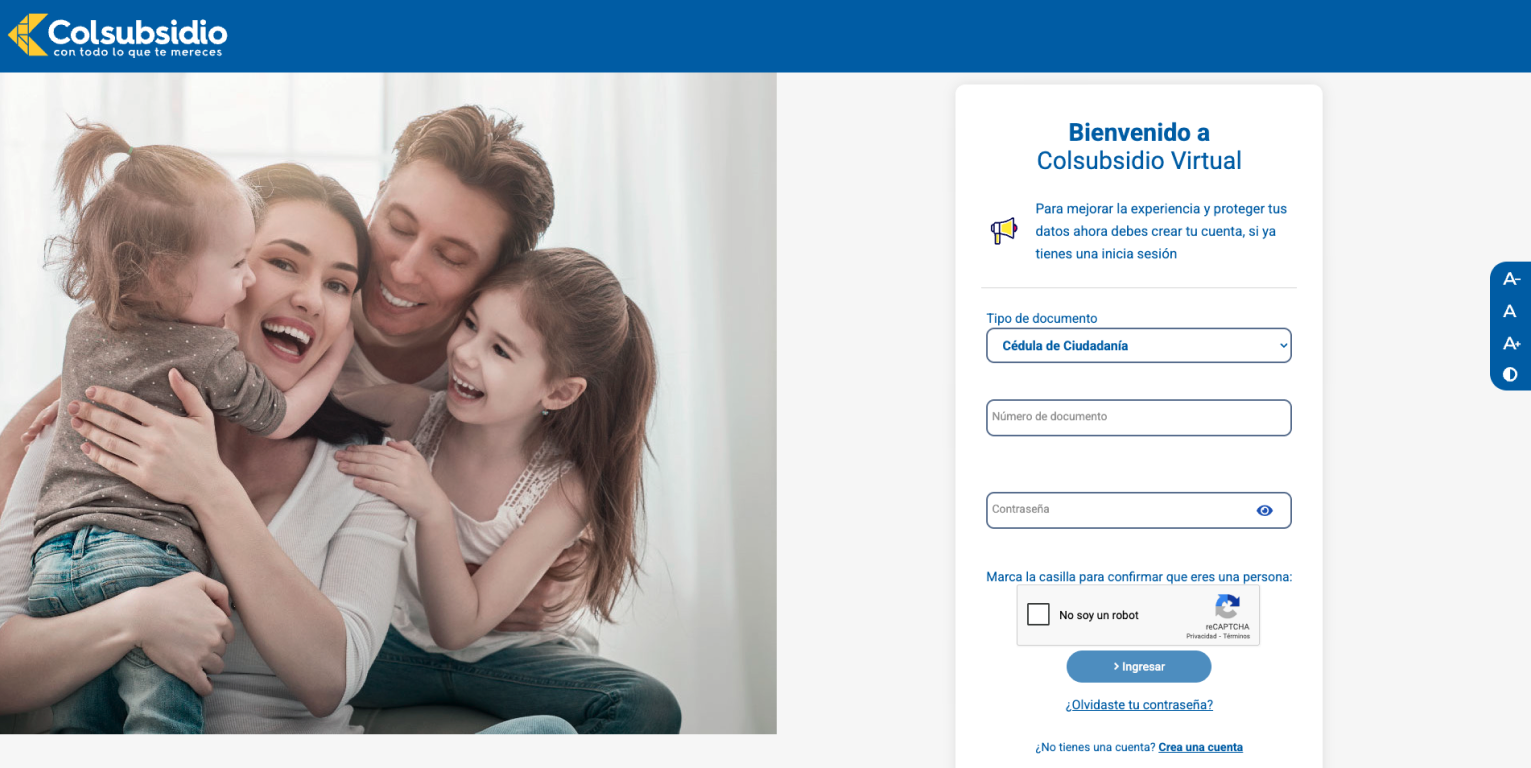 Colsubsidio
con todo lo que te mereces
Bienvenido a
Colsubsidio Virtual
Para mejorar la experiencia y proteger tus
datos ahora debes crear tu cuenta, si ya
tienes una inicia sesión
Tipo de documento
Cédula de Ciudadanía
Número de documento
Contraseña
Marca la casilla para confirmar que eres una persona:
No soy un robot
reCAPTCHA
Privacidad - Términos
Ingresar
¿Olvidaste tu contraseña?
¿No tienes una cuenta? Crea una cuenta
A-
A
A+